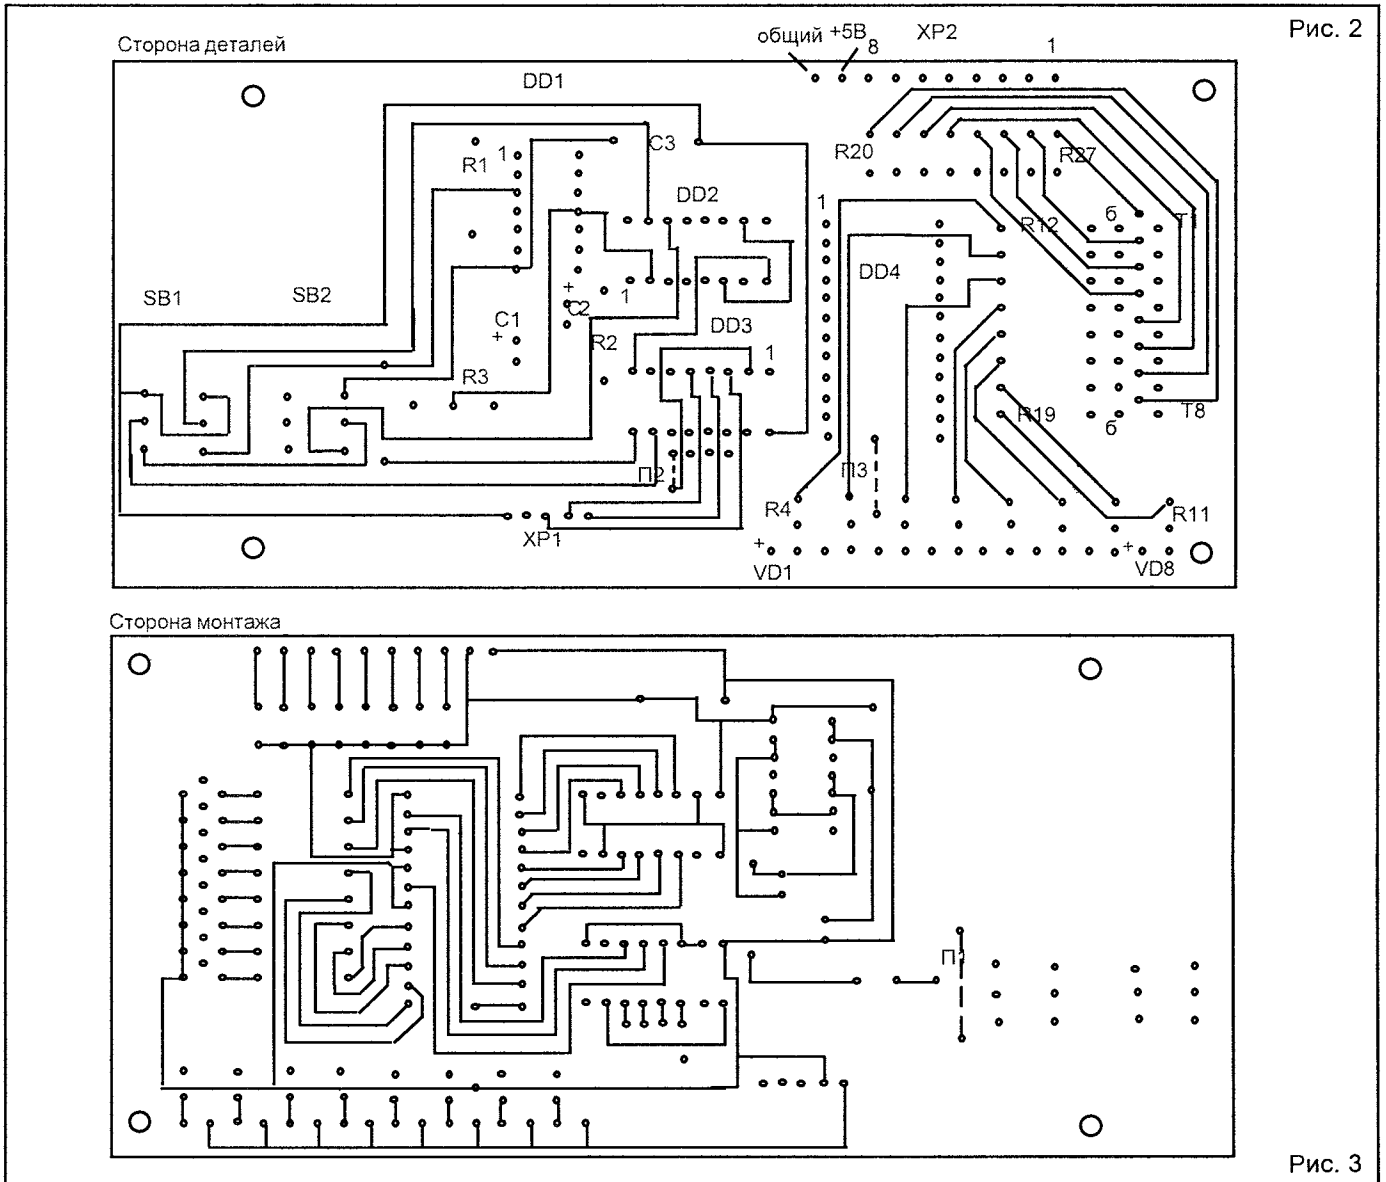 Рис. 2
Сторона деталей
общий +5В 8 XP2 1
DD1
R1 1 C3
R20 R27
DD2
1
б T1
R12
DD4
SB1 SB2
+
C2 1
C1
+
DD3
R2
1
R3
R19
T8
б
П2 П3
R4 R11
XP1
+ +
VD1 VD8
Сторона монтажа
П1
Рис. 3